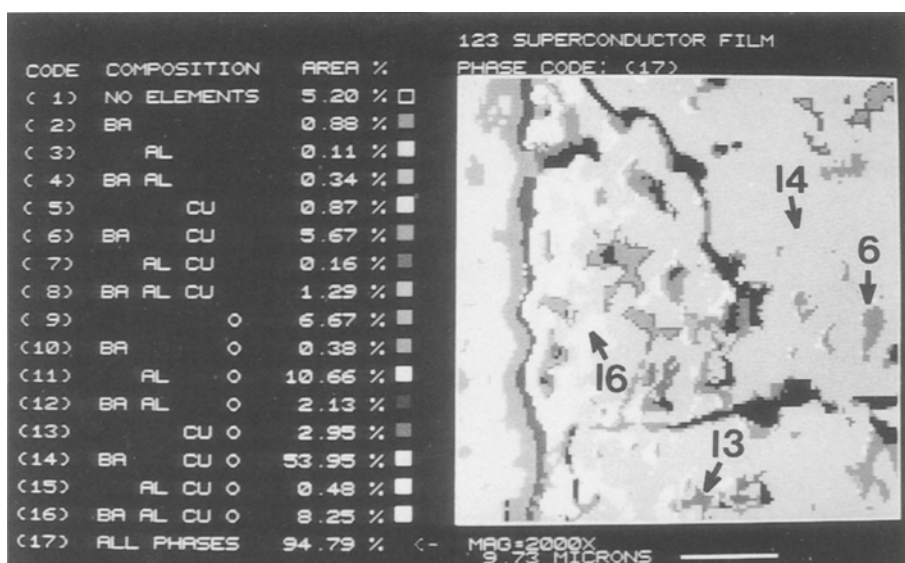 123 SUPERCONDUCTOR FILM
CODE COMPOSITION AREA % PHASE CODE: (17)
( 1) NO ELEMENTS 5.20 %
( 2) BA 0.88 %
( 3) AL 0.11 %
( 4) BA AL 0.34 %
( 5) CU 0.87 %
( 6) BA CU 5.67 %
( 7) AL CU 0.16 %
( 8) BA AL CU 1.29 %
( 9) O 6.67 %
(10) BA O 0.38 %
(11) AL O 10.66 %
(12) BA AL O 2.13 %
(13) CU O 2.95 %
(14) BA CU O 53.95 %
(15) AL CU O 0.48 %
(16) BA AL CU O 8.25 %
(17) ALL PHASES 94.79 % <- MAG=2000X
9.73 MICRONS
14
6
16
13